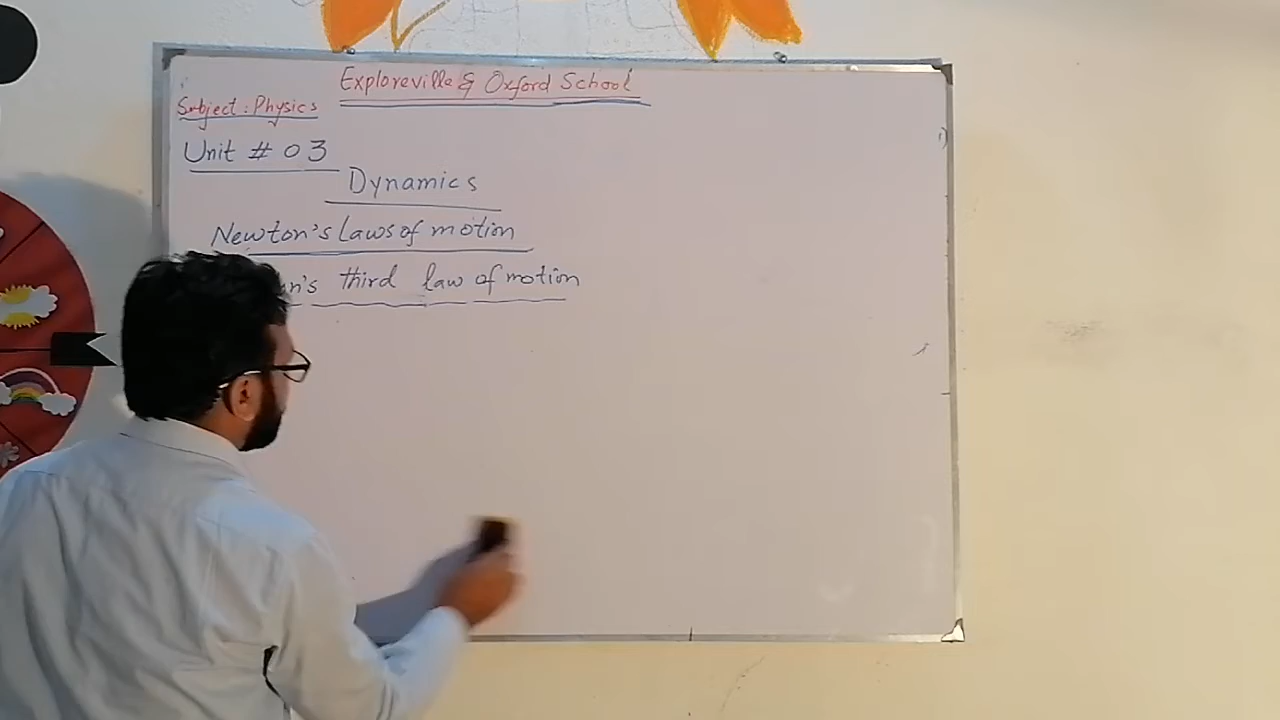 Exploreville & Oxford School
Subject: Physics
Unit # 03
Dynamics
Newton's Laws of motion
third law of motion